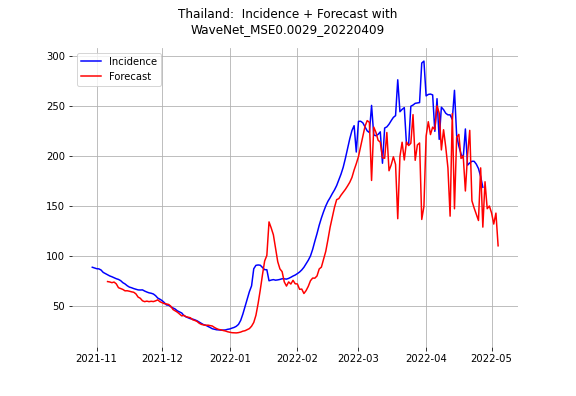 Thailand:  Incidence + Forecast with
WaveNet_MSE0.0029_20220409
Incidence
Forecast
300
250
200
150
100
50
2021-11 2021-12 2022-01 2022-02 2022-03 2022-04 2022-05